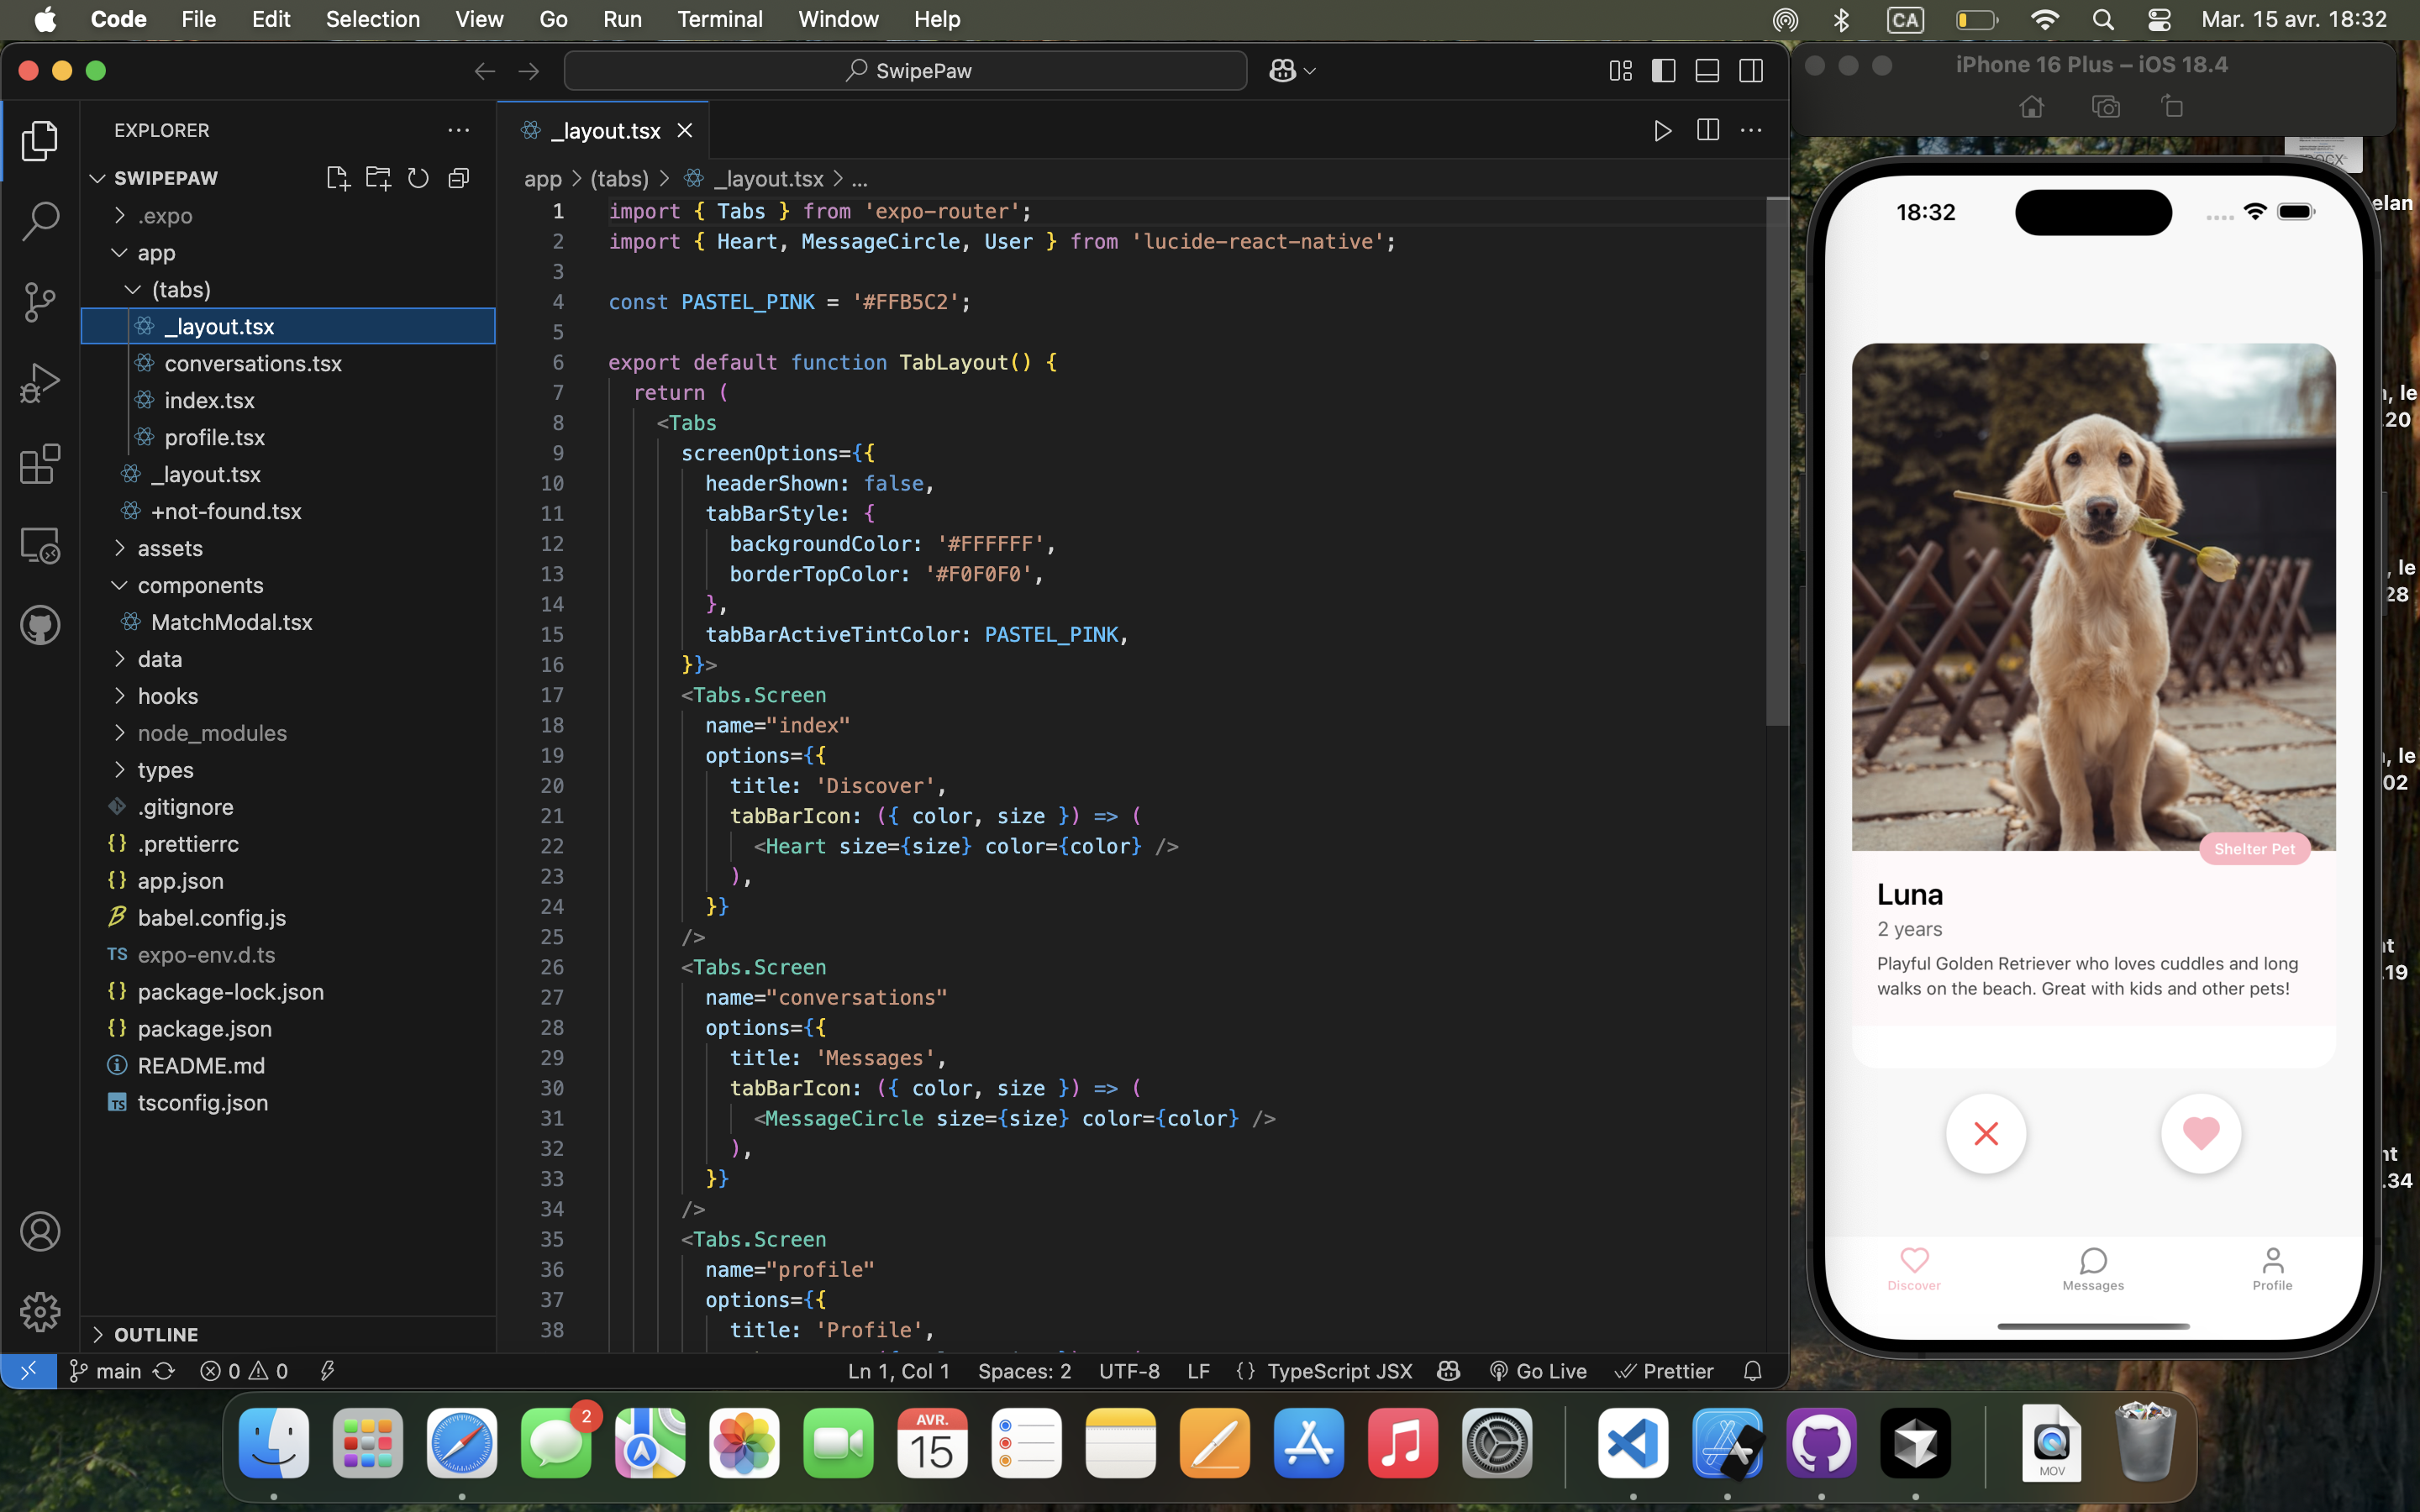 Code File Edit Selection View Go Run Terminal Window Help CA Mar. 15 avr. 18:32
SwipePaw
EXPLORER
SWIPEPAW
.expo
app
(tabs)
_layout.tsx
conversations.tsx
index.tsx
profile.tsx
_layout.tsx
+not-found.tsx
assets
components
MatchModal.tsx
data
hooks
node_modules
types
.gitignore
{} .prettierrc
{} app.json
babel.config.js
TS expo-env.d.ts
{} package-lock.json
{} package.json
README.md
TS tsconfig.json
OUTLINE
_layout.tsx
app > (tabs) > _layout.tsx > ...
1 import { Tabs } from 'expo-router';
2 import { Heart, MessageCircle, User } from 'lucide-react-native';
3
4 const PASTEL_PINK = '#FFB5C2';
5
6 export default function TabLayout() {
7 return (
8 <Tabs
9 screenOptions={{
10 headerShown: false,
11 tabBarStyle: {
12 backgroundColor: '#FFFFFF',
13 borderTopColor: '#F0F0F0',
14 },
15 tabBarActiveTintColor: PASTEL_PINK,
16 }}>
17 <Tabs.Screen
18 name="index"
19 options={{
20 title: 'Discover',
21 tabBarIcon: ({ color, size }) => (
22 <Heart size={size} color={color} />
23 ),
24 }}
25 />
26 <Tabs.Screen
27 name="conversations"
28 options={{
29 title: 'Messages',
30 tabBarIcon: ({ color, size }) => (
31 <MessageCircle size={size} color={color} />
32 ),
33 }}
34 />
35 <Tabs.Screen
36 name="profile"
37 options={{
38 title: 'Profile',
main 0 0 Ln 1, Col 1 Spaces: 2 UTF-8 LF {} TypeScript JSX Go Live Prettier
iPhone 16 Plus – iOS 18.4
18:32
Shelter Pet
Luna
2 years
Playful Golden Retriever who loves cuddles and long
walks on the beach. Great with kids and other pets!
Discover Messages Profile
elan
, le
20
, le
28
, le
02
t
.19
nt
.34
2
AVR.
15
MOV